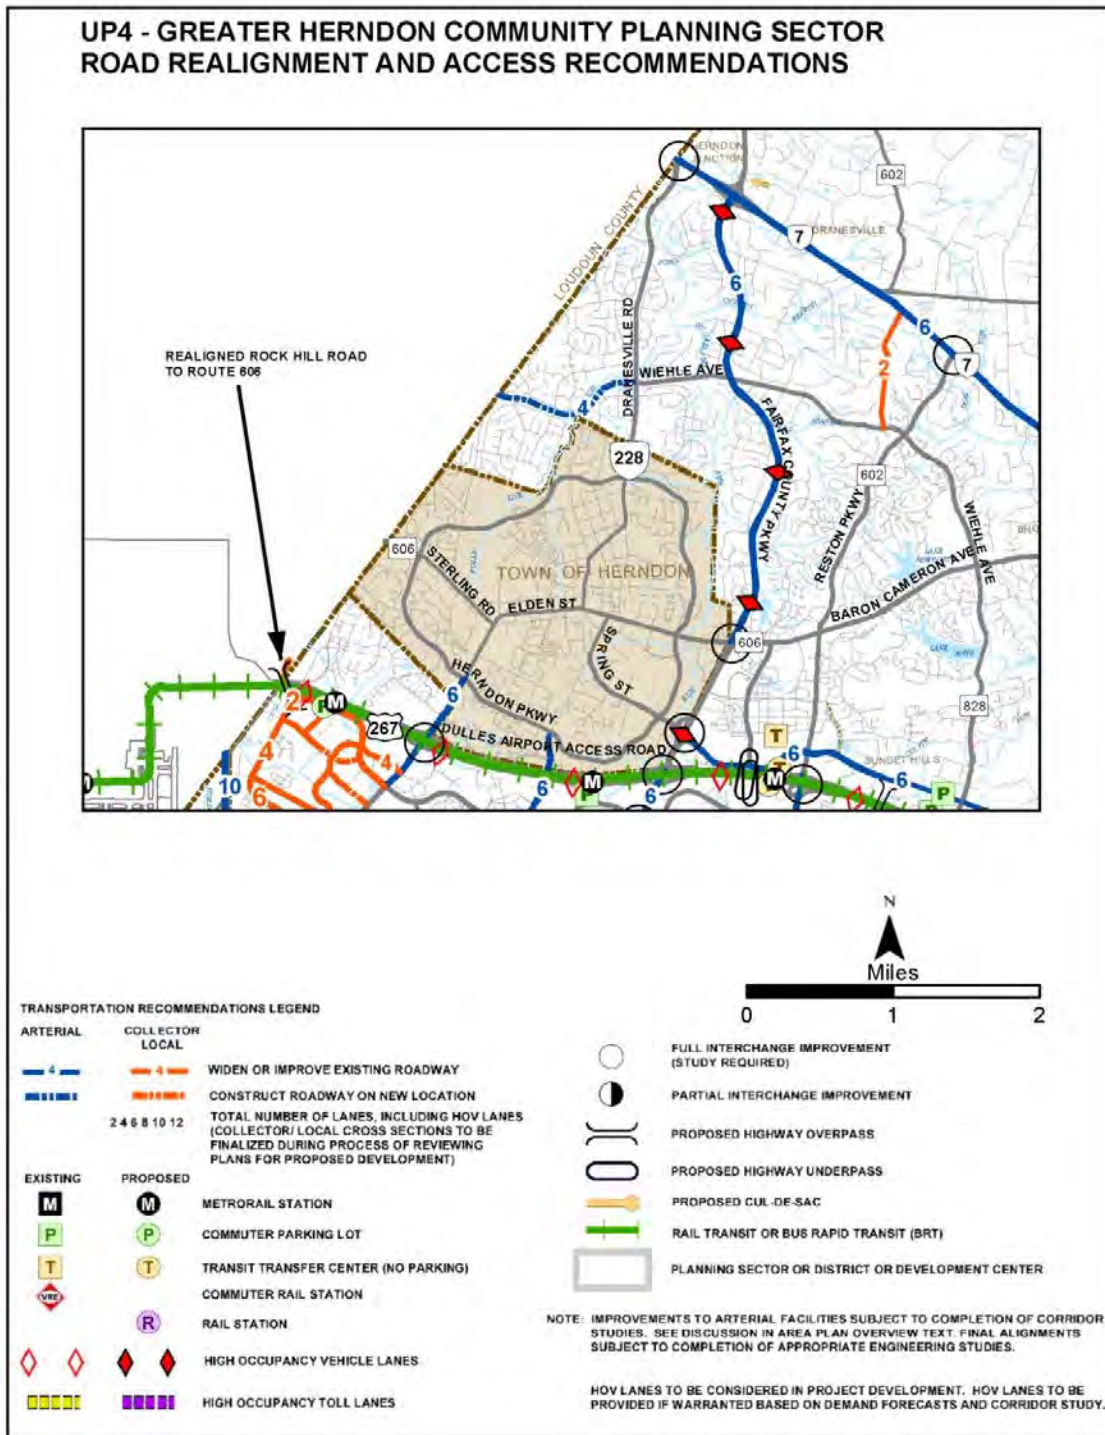 UP4 - GREATER HERNDON COMMUNITY PLANNING SECTOR
ROAD REALIGNMENT AND ACCESS RECOMMENDATIONS
602
LOUDOUN COUNTY
7
DRANESVILLE
6
6
REALIGNED ROCK HILL ROAD
TO ROUTE 606
DRANESVILLE RD
WIEHLE AVE
2
7
4
FAIRFAX COUNTY PKWY
228
602
RESTON PKWY
WIEHLE AVE
606
STERLING RD
TOWN OF HERNDON
BARON CAMERON AVE
ELDEN ST
SPRING ST
606
HERNDON PKWY
6
2
P
M
267
DULLES AIRPORT ACCESS ROAD
828
T
4
4
6
10
6
M
P
6
T
M
6
SUNSET HILLS
6
6
P
N
Miles
0 1 2
TRANSPORTATION RECOMMENDATIONS LEGEND
ARTERIAL COLLECTOR
LOCAL
4 4 WIDEN OR IMPROVE EXISTING ROADWAY
CONSTRUCT ROADWAY ON NEW LOCATION
2 4 6 8 10 12 TOTAL NUMBER OF LANES, INCLUDING HOV LANES
(COLLECTOR/ LOCAL CROSS SECTIONS TO BE
FINALIZED DURING PROCESS OF REVIEWING
PLANS FOR PROPOSED DEVELOPMENT)
EXISTING PROPOSED
M M METRORAIL STATION
P P COMMUTER PARKING LOT
T T TRANSIT TRANSFER CENTER (NO PARKING)
VRE COMMUTER RAIL STATION
R RAIL STATION
HIGH OCCUPANCY VEHICLE LANES
HIGH OCCUPANCY TOLL LANES
FULL INTERCHANGE IMPROVEMENT
(STUDY REQUIRED)
PARTIAL INTERCHANGE IMPROVEMENT
PROPOSED HIGHWAY OVERPASS
PROPOSED HIGHWAY UNDERPASS
PROPOSED CUL-DE-SAC
RAIL TRANSIT OR BUS RAPID TRANSIT (BRT)
PLANNING SECTOR OR DISTRICT OR DEVELOPMENT CENTER
NOTE: IMPROVEMENTS TO ARTERIAL FACILITIES SUBJECT TO COMPLETION OF CORRIDOR
STUDIES. SEE DISCUSSION IN AREA PLAN OVERVIEW TEXT. FINAL ALIGNMENTS
SUBJECT TO COMPLETION OF APPROPRIATE ENGINEERING STUDIES.
HOV LANES TO BE CONSIDERED IN PROJECT DEVELOPMENT. HOV LANES TO BE
PROVIDED IF WARRANTED BASED ON DEMAND FORECASTS AND CORRIDOR STUDY.